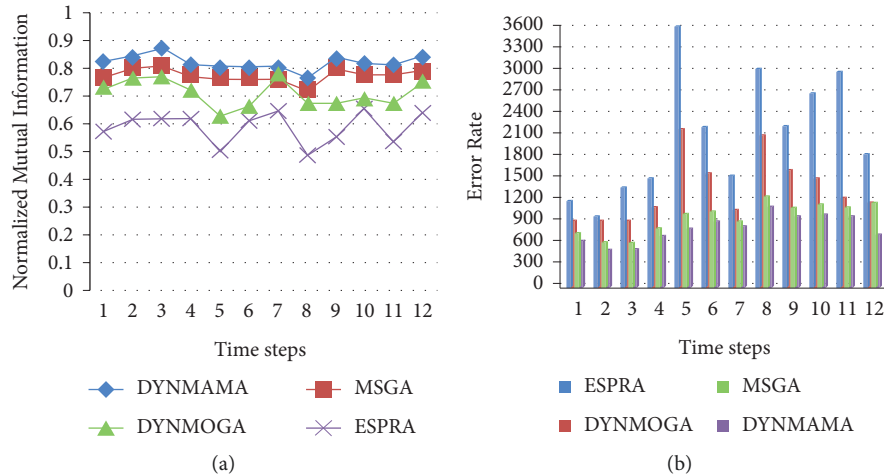 Normalized Mutual Information
1
0.9
0.8
0.7
0.6
0.5
0.4
0.3
0.2
0.1
0
1 2 3 4 5 6 7 8 9 10 11 12
Time steps
DYNMAMA MSGA
DYNMOGA ESPRA
(a)
Error Rate
3600
3300
3000
2700
2400
2100
1800
1500
1200
900
600
300
0
1 2 3 4 5 6 7 8 9 10 11 12
Time steps
ESPRA MSGA
DYNMOGA DYNMAMA
(b)